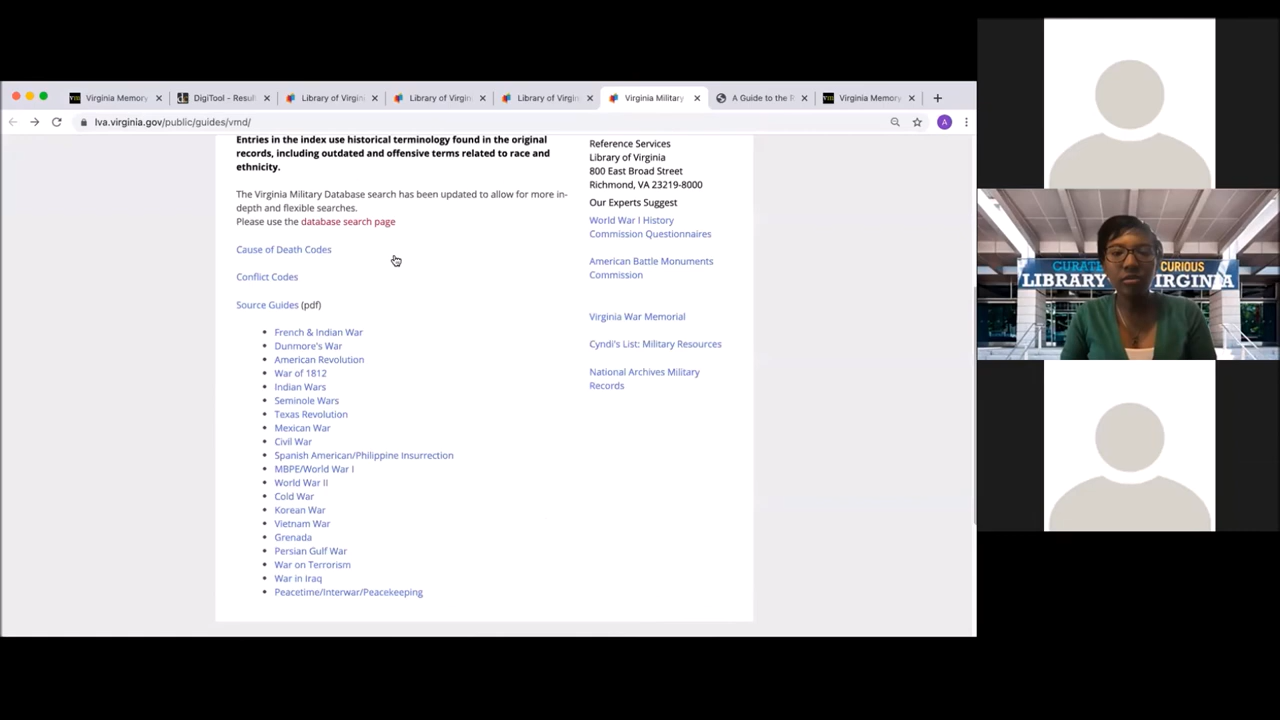 Virginia Memory
DigiTool - Resul
Library of Virgin
Library of Virgin
Library of Virgin
Virginia Military
A Guide to the R
Virginia Memory
lva.virginia.gov/public/guides/vmd/
A
Entries in the index use historical terminology found in the original
records, including outdated and offensive terms related to race and
ethnicity.
The Virginia Military Database search has been updated to allow for more in-
depth and flexible searches.
Please use the database search page
Cause of Death Codes
Conflict Codes
Source Guides (pdf)
French & Indian War
Dunmore's War
American Revolution
War of 1812
Indian Wars
Seminole Wars
Texas Revolution
Mexican War
Civil War
Spanish American/Philippine Insurrection
MBPE/World War I
World War II
Cold War
Korean War
Vietnam War
Grenada
Persian Gulf War
War on Terrorism
War in Iraq
Peacetime/Interwar/Peacekeeping
Reference Services
Library of Virginia
800 East Broad Street
Richmond, VA 23219-8000
Our Experts Suggest
World War I History
Commission Questionnaires
American Battle Monuments
Commission
Virginia War Memorial
Cyndi's List: Military Resources
National Archives Military
Records
CURIOUS
LIBRARY IRGINIA